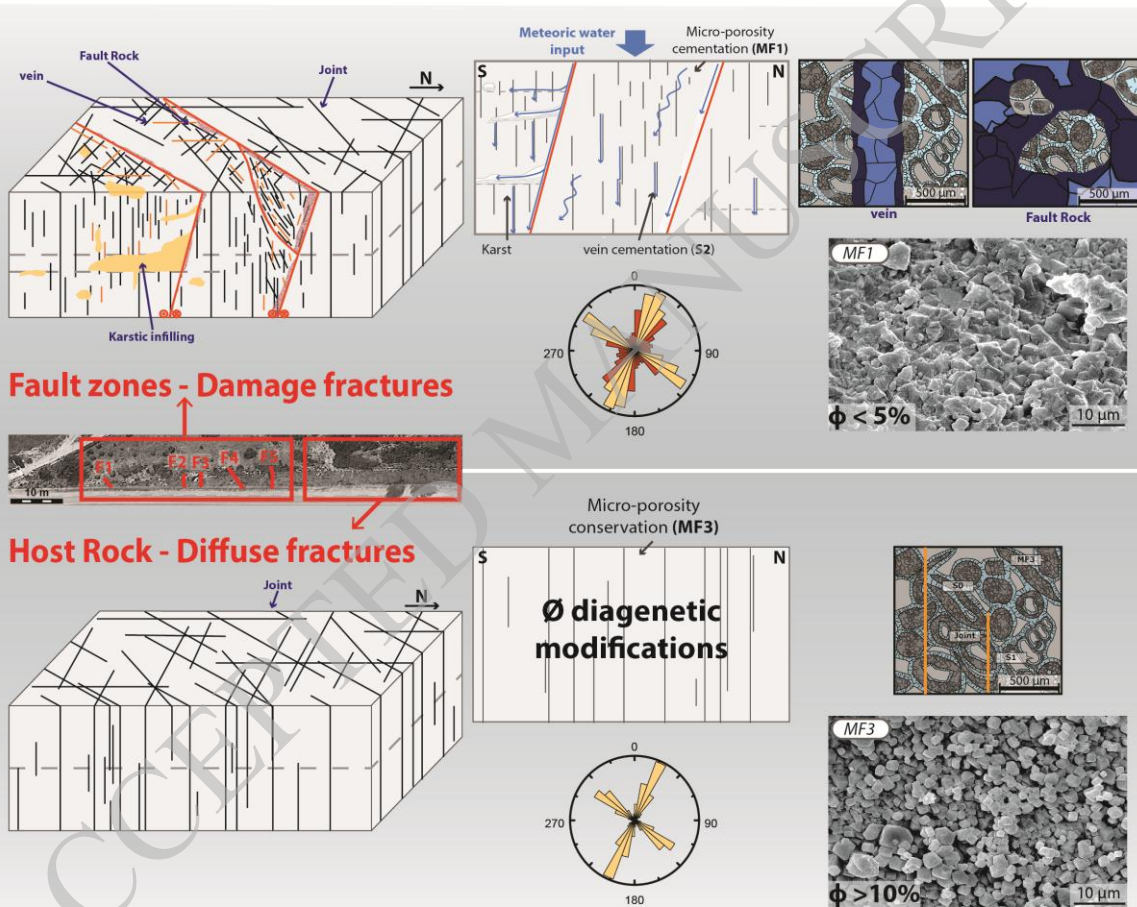 Fault Rock
vein
Joint
N
Karstic infilling
Meteoric water
input
Micro-porosity
cementation (MF1)
S
N
Karst
vein cementation (S2)
500 µm
vein
500 µm
Fault Rock
0
270
90
180
MF1
ϕ < 5%
10 µm
Fault zones - Damage fractures
F1
F2
F3
F4
F5
10 m
Host Rock - Diffuse fractures
Joint
N
Micro-porosity
conservation (MF3)
S
N
Ø diagenetic
modifications
MF3
S0
Joint
S1
500 µm
0
270
90
180
MF3
ϕ >10%
10 µm
CCEPTED MANUSCR